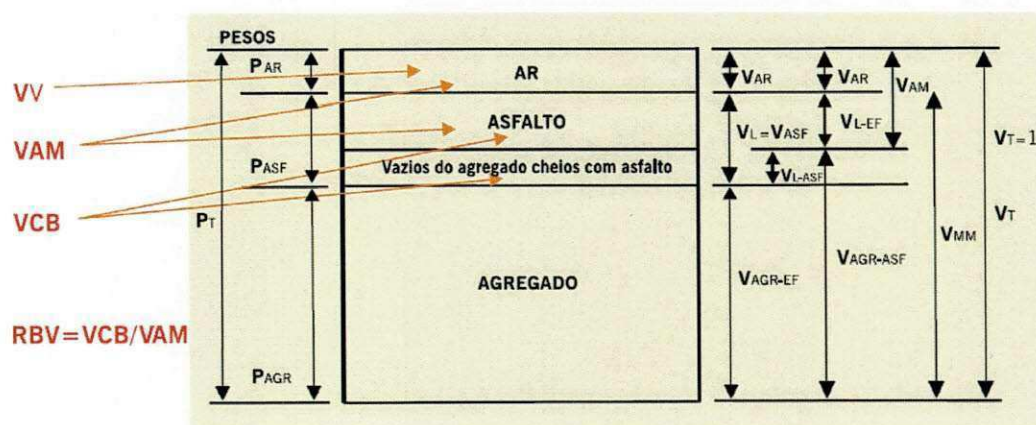 PESOS
PAR
AR
VAR
VAR
VAM
VV
ASFALTO
VL=VASF
VL-EF
VT=1
VAM
PASF
Vazios do agregado cheios com asfalto
VL-ASF
VCB
PT
VMM
VT
VAGR-EF
VAGR-ASF
AGREGADO
RBV=VCB/VAM
PAGR